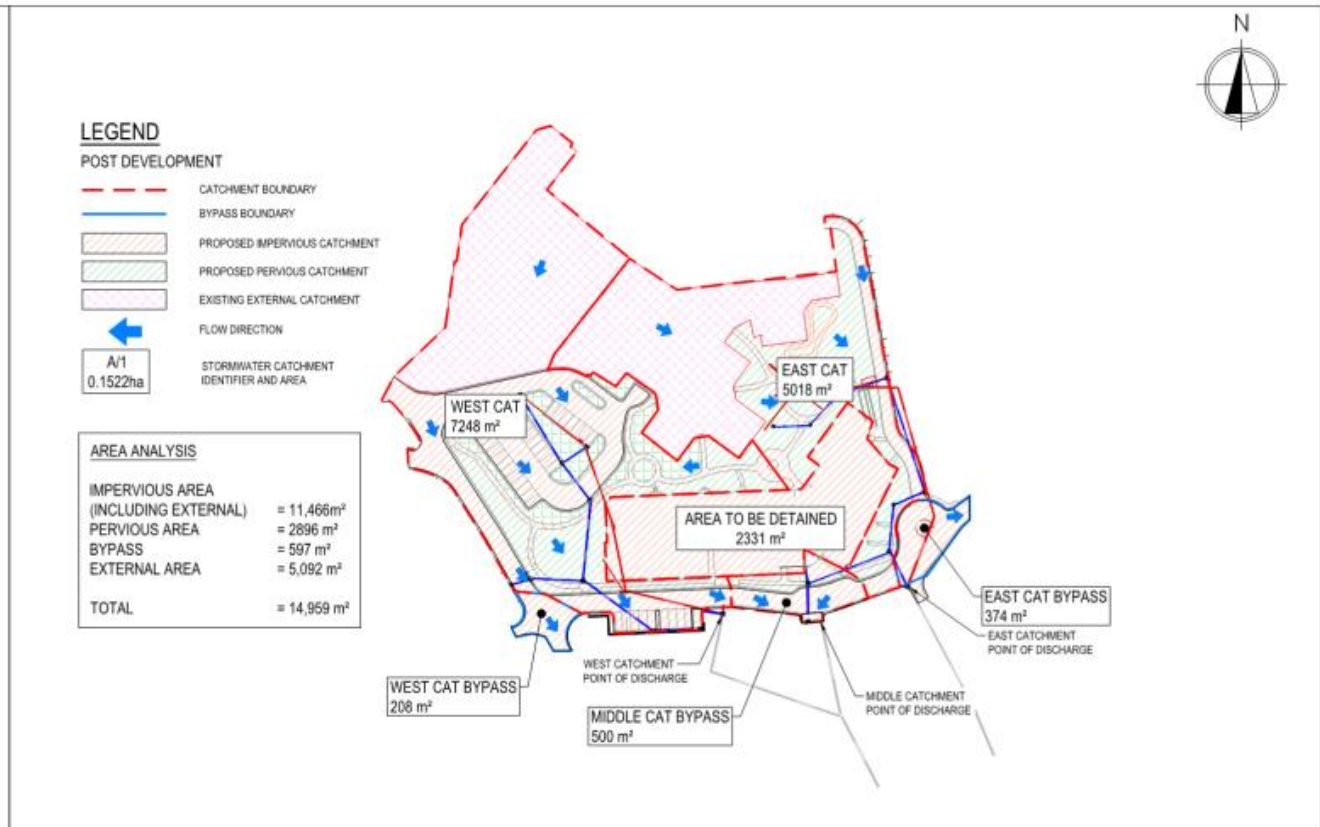 N
LEGEND
POST DEVELOPMENT
CATCHMENT BOUNDARY
BYPASS BOUNDARY
PROPOSED IMPERVIOUS CATCHMENT
PROPOSED PERVIOUS CATCHMENT
EXISTING EXTERNAL CATCHMENT
FLOW DIRECTION
A/1
0.1522ha
STORMWATER CATCHMENT
IDENTIFIER AND AREA
AREA ANALYSIS
IMPERVIOUS AREA
(INCLUDING EXTERNAL) = 11,466m²
PERVIOUS AREA = 2896 m²
BYPASS = 597 m²
EXTERNAL AREA = 5,092 m²
TOTAL = 14,959 m²
EAST CAT
5018 m²
WEST CAT
7248 m²
AREA TO BE DETAINED
2331 m²
EAST CAT BYPASS
374 m²
EAST CATCHMENT
POINT OF DISCHARGE
WEST CATCHMENT
POINT OF DISCHARGE
WEST CAT BYPASS
208 m²
MIDDLE CATCHMENT
POINT OF DISCHARGE
MIDDLE CAT BYPASS
500 m²